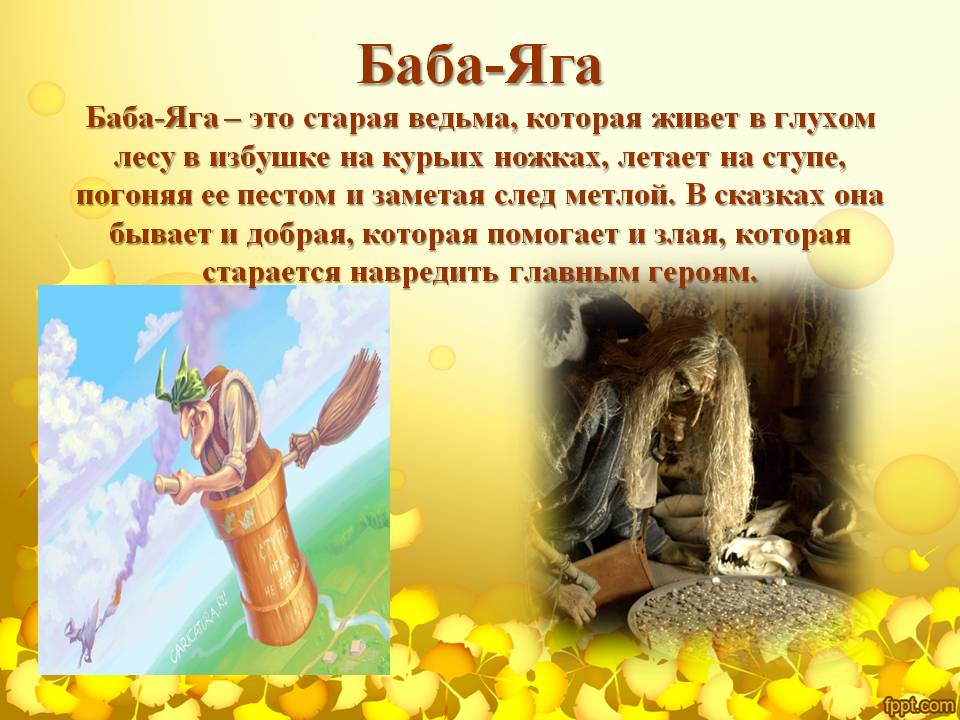 Баба-Яга
Баба-Яга – это старая ведьма, которая живет в глухом
лесу в избушке на курьих ножках, летает на ступе,
погоняя ее пестом и заметая след метлой. В сказках она
бывает и добрая, которая помогает и злая, которая
старается навредить главным героям.
CARICATURA.RU
fppt.com